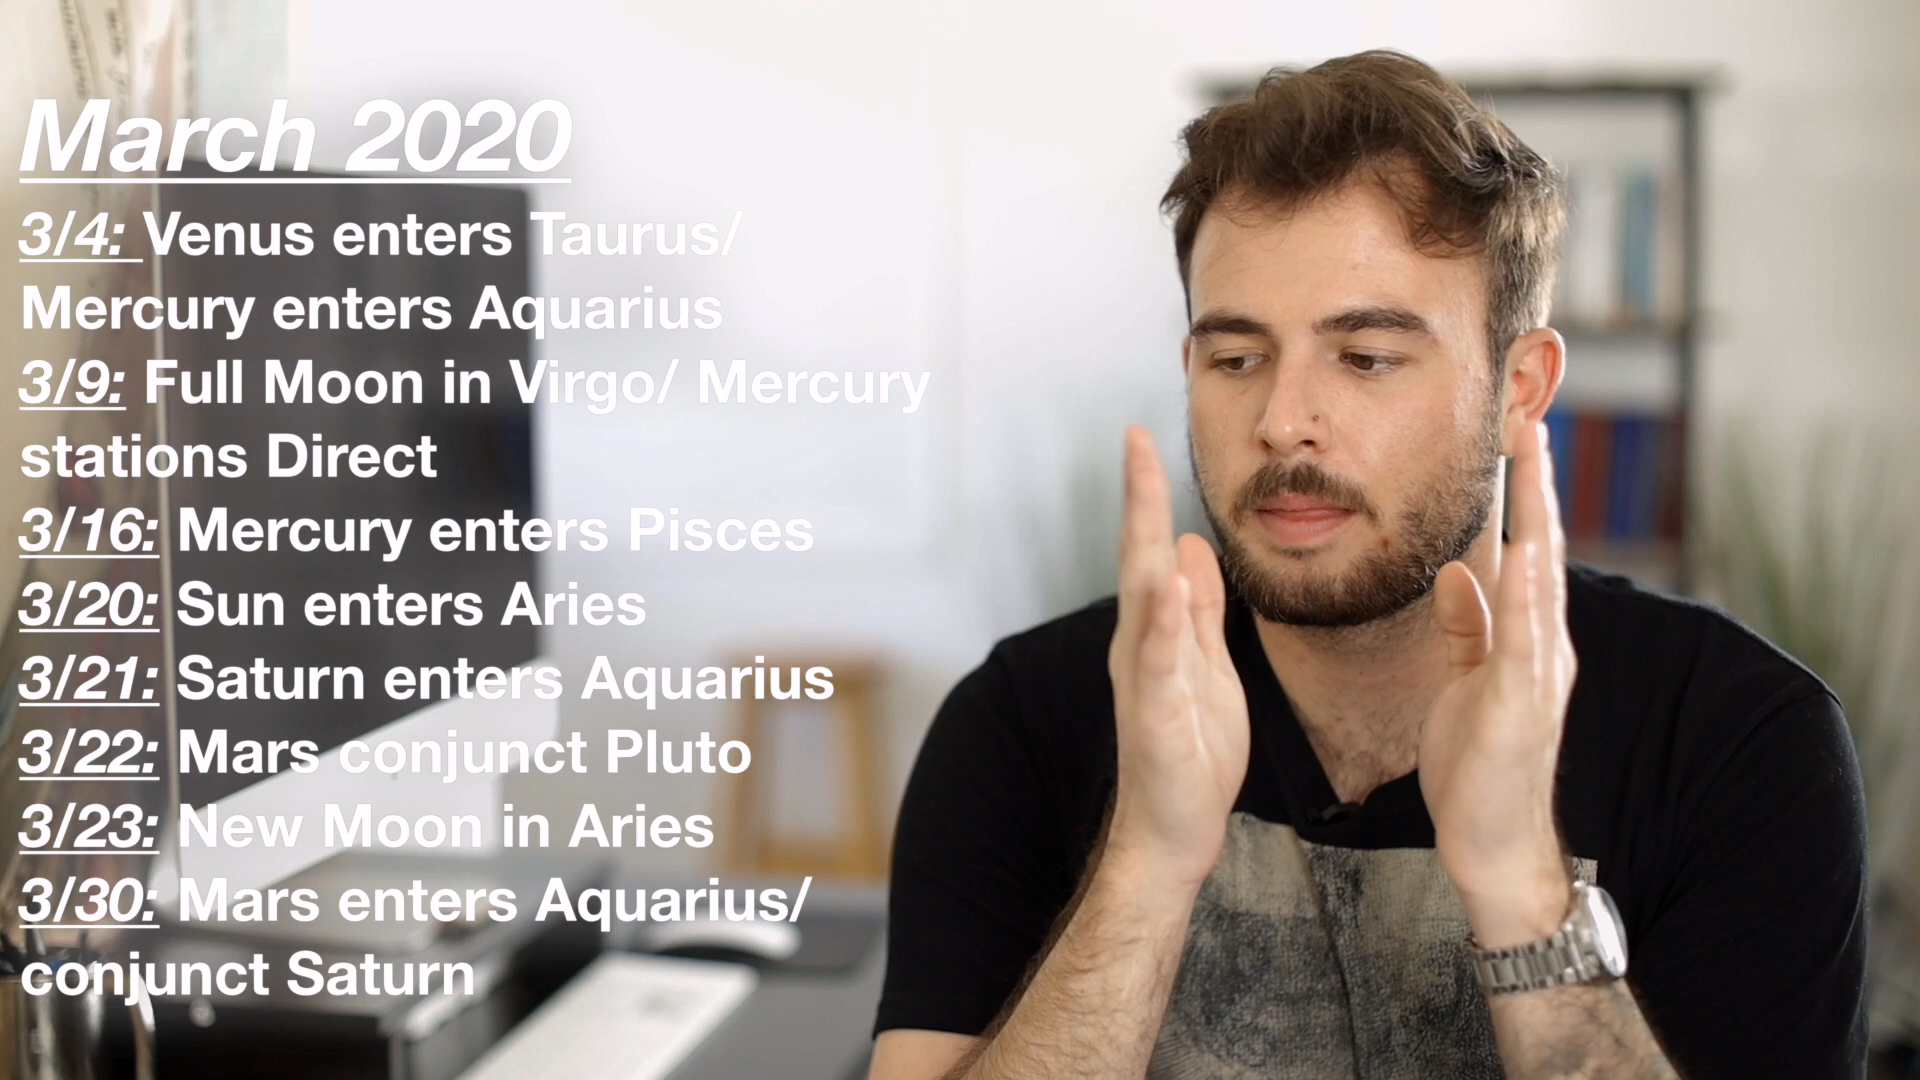 March 2020
3/4: Venus enters Taurus/
Mercury enters Aquarius
3/9: Full Moon in Virgo/ Mercury
stations Direct
3/16: Mercury enters Pisces
3/20: Sun enters Aries
3/21: Saturn enters Aquarius
3/22: Mars conjunct Pluto
3/23: New Moon in Aries
3/30: Mars enters Aquarius/
conjunct Saturn